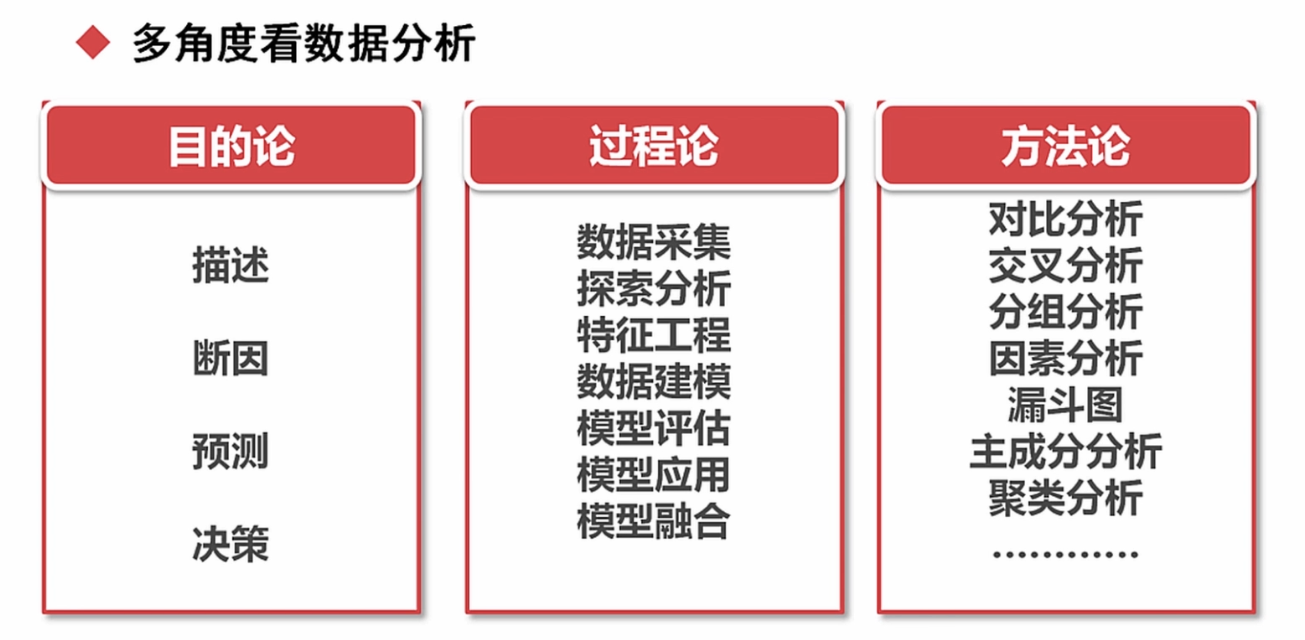 多角度看数据分析
目的论
描述
断因
预测
决策
过程论
数据采集
探索分析
特征工程
数据建模
模型评估
模型应用
模型融合
方法论
对比分析
交叉分析
分组分析
因素分析
漏斗图
主成分分析
聚类分析
…………